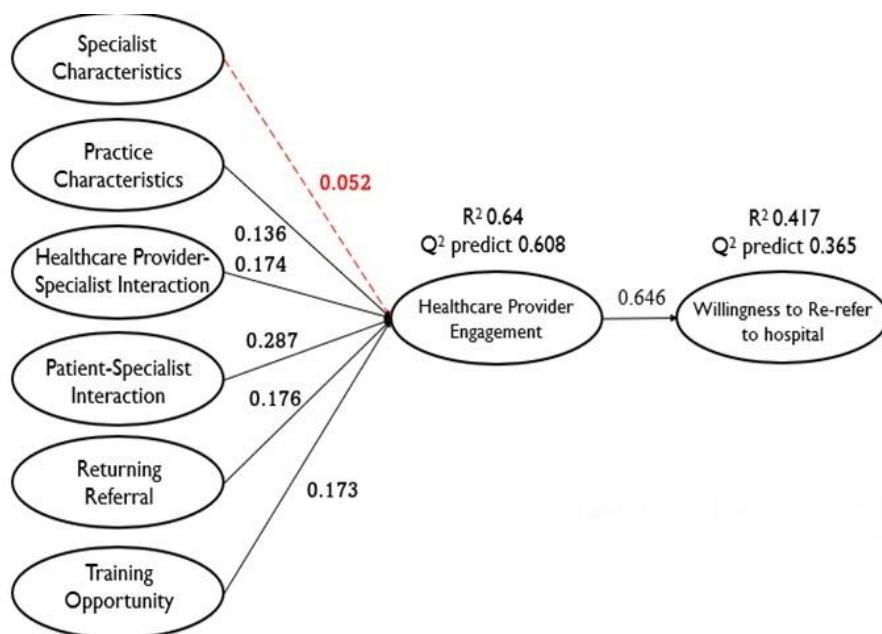 Specialist
Characteristics
Practice
Characteristics
Healthcare Provider-
Specialist Interaction
Patient-Specialist
Interaction
Returning
Referral
Training
Opportunity
0.052
0.136
0.174
0.287
0.176
0.173
R² 0.64
Q² predict 0.608
Healthcare Provider
Engagement
0.646
R² 0.417
Q² predict 0.365
Willingness to Re-refer
to hospital